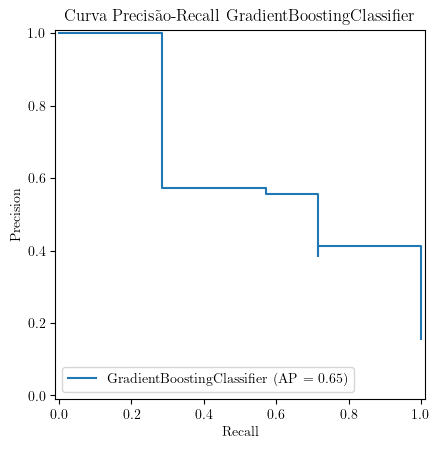 Curva Precisão-Recall GradientBoostingClassifier
1.0
0.8
0.6
0.4
0.2
0.0
Precision
GradientBoostingClassifier (AP = 0.65)
0.0 0.2 0.4 0.6 0.8 1.0
Recall